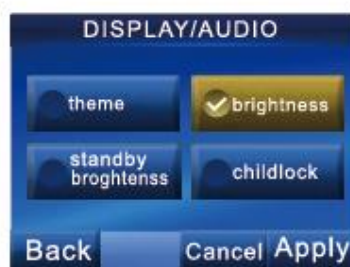 DISPLAY/AUDIO
theme
brightness
standby
broghtenss
childlock
Back
Cancel
Apply